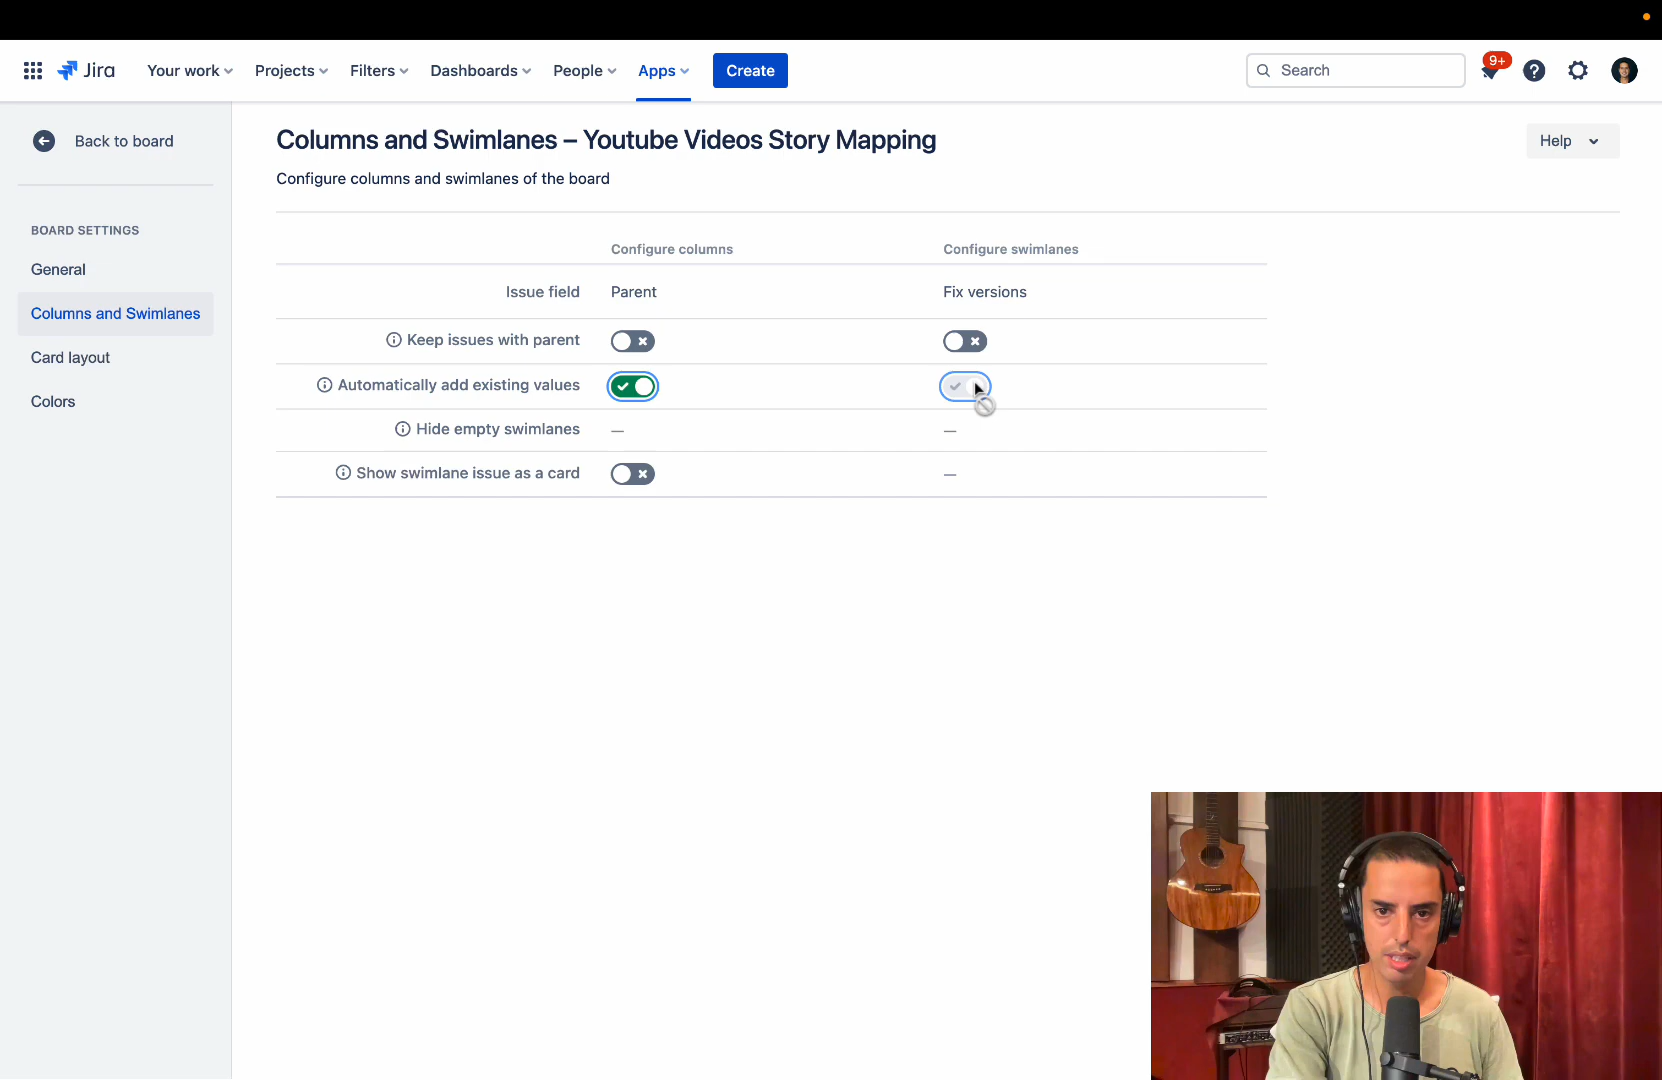 Jira
Your work
Projects
Filters
Dashboards
People
Apps
Create
Search
9+
Back to board
BOARD SETTINGS
General
Columns and Swimlanes
Card layout
Colors
Columns and Swimlanes – Youtube Videos Story Mapping
Help
Configure columns and swimlanes of the board
Configure columns Configure swimlanes
Issue field Parent Fix versions
Keep issues with parent
Automatically add existing values
Hide empty swimlanes — —
Show swimlane issue as a card —